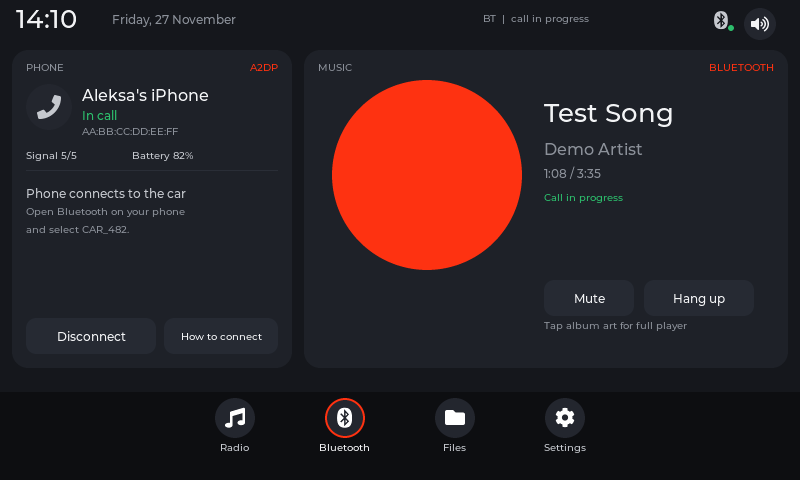 14:10
Friday, 27 November
BT | call in progress
PHONE
A2DP
Aleksa's iPhone
In call
AA:BB:CC:DD:EE:FF
Signal 5/5
Battery 82%
Phone connects to the car
Open Bluetooth on your phone
and select CAR_482.
Disconnect
How to connect
MUSIC
BLUETOOTH
Test Song
Demo Artist
1:08 / 3:35
Call in progress
Mute
Hang up
Tap album art for full player
Radio
Bluetooth
Files
Settings